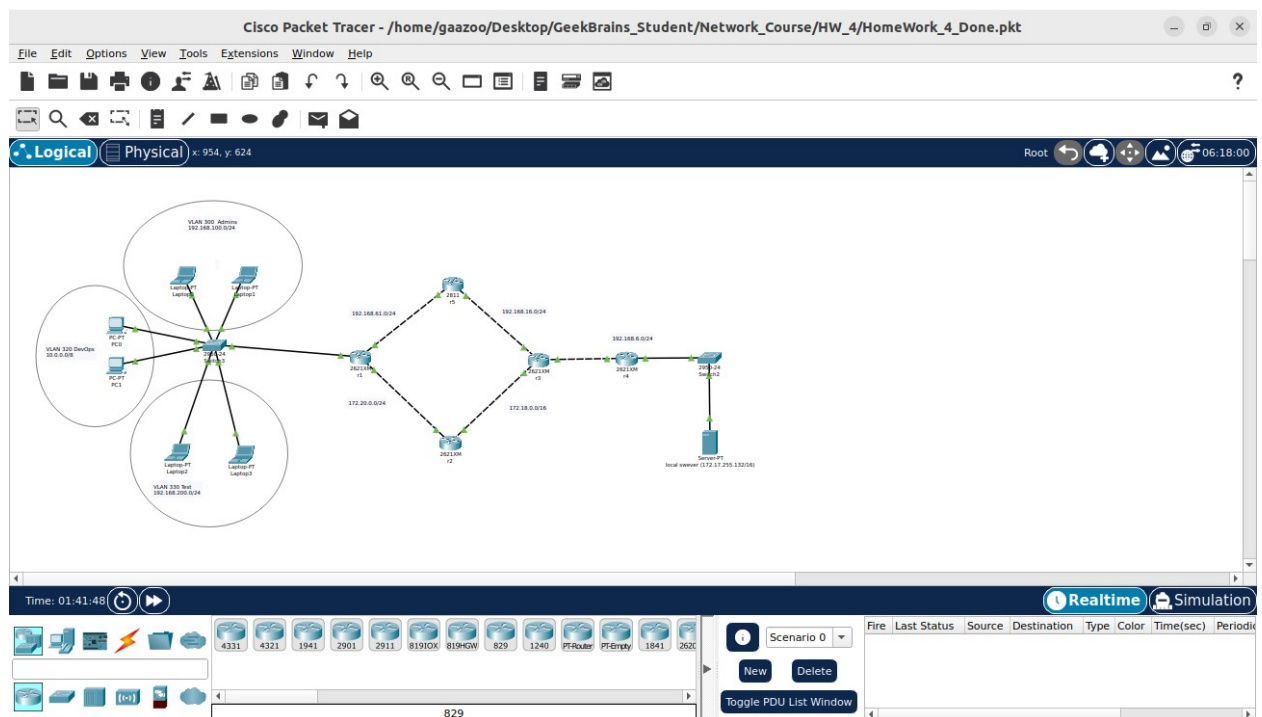 Cisco Packet Tracer - /home/gaazoo/Desktop/GeekBrains_Student/Network_Course/HW_4/HomeWork_4_Done.pkt
File Edit Options View Tools Extensions Window Help
?
Logical Physical x: 954, y: 624 Root 06:18:00
VLAN 300 Admins
192.168.100.0/24
Laptop-PT
Laptop-PT
Laptop1
PC-PT
PC0
VLAN 320 DevOps
10.0.0.0/8
PC-PT
PC1
2950-24
192.168.61.0/24
2811
r5
192.168.16.0/24
2621XM
r1
192.168.6.0/24
2621XM
r3
2621XM
r4
2950-24
Switch2
172.20.0.0/24
172.18.0.0/16
2621XM
r2
Laptop-PT
Laptop2
Laptop-PT
Laptop3
VLAN 330 Test
192.168.200.0/24
Server-PT
local swever (172.17.255.132/16)
Time: 01:41:48 Realtime Simulation
4331 4321 1941 2901 2911 819IOX 819HGW 829 1240 PT-Router PT-Empty 1841 262
829
Scenario 0
New Delete
Toggle PDU List Window
Fire Last Status Source Destination Type Color Time(sec) Periodic